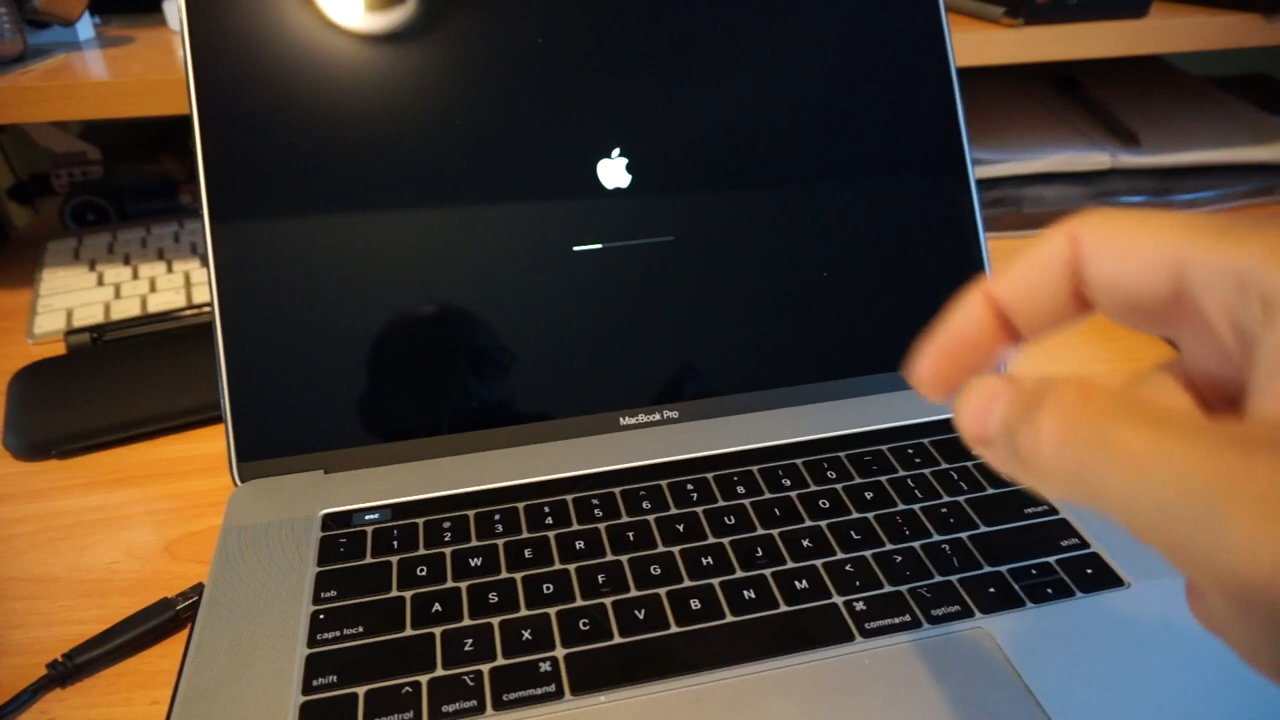 MacBook Pro
esc
~ ! 1 @ 2 # 3 $ 4 % 5 ^ 6 & 7 * 8 ( 9 ) 0 _ +
tab Q W E R T Y U I O P { [ } ]
caps lock A S D F G H J K L : ; " ' return
shift Z X C V B N M < , > . ? / shift
control option command command option